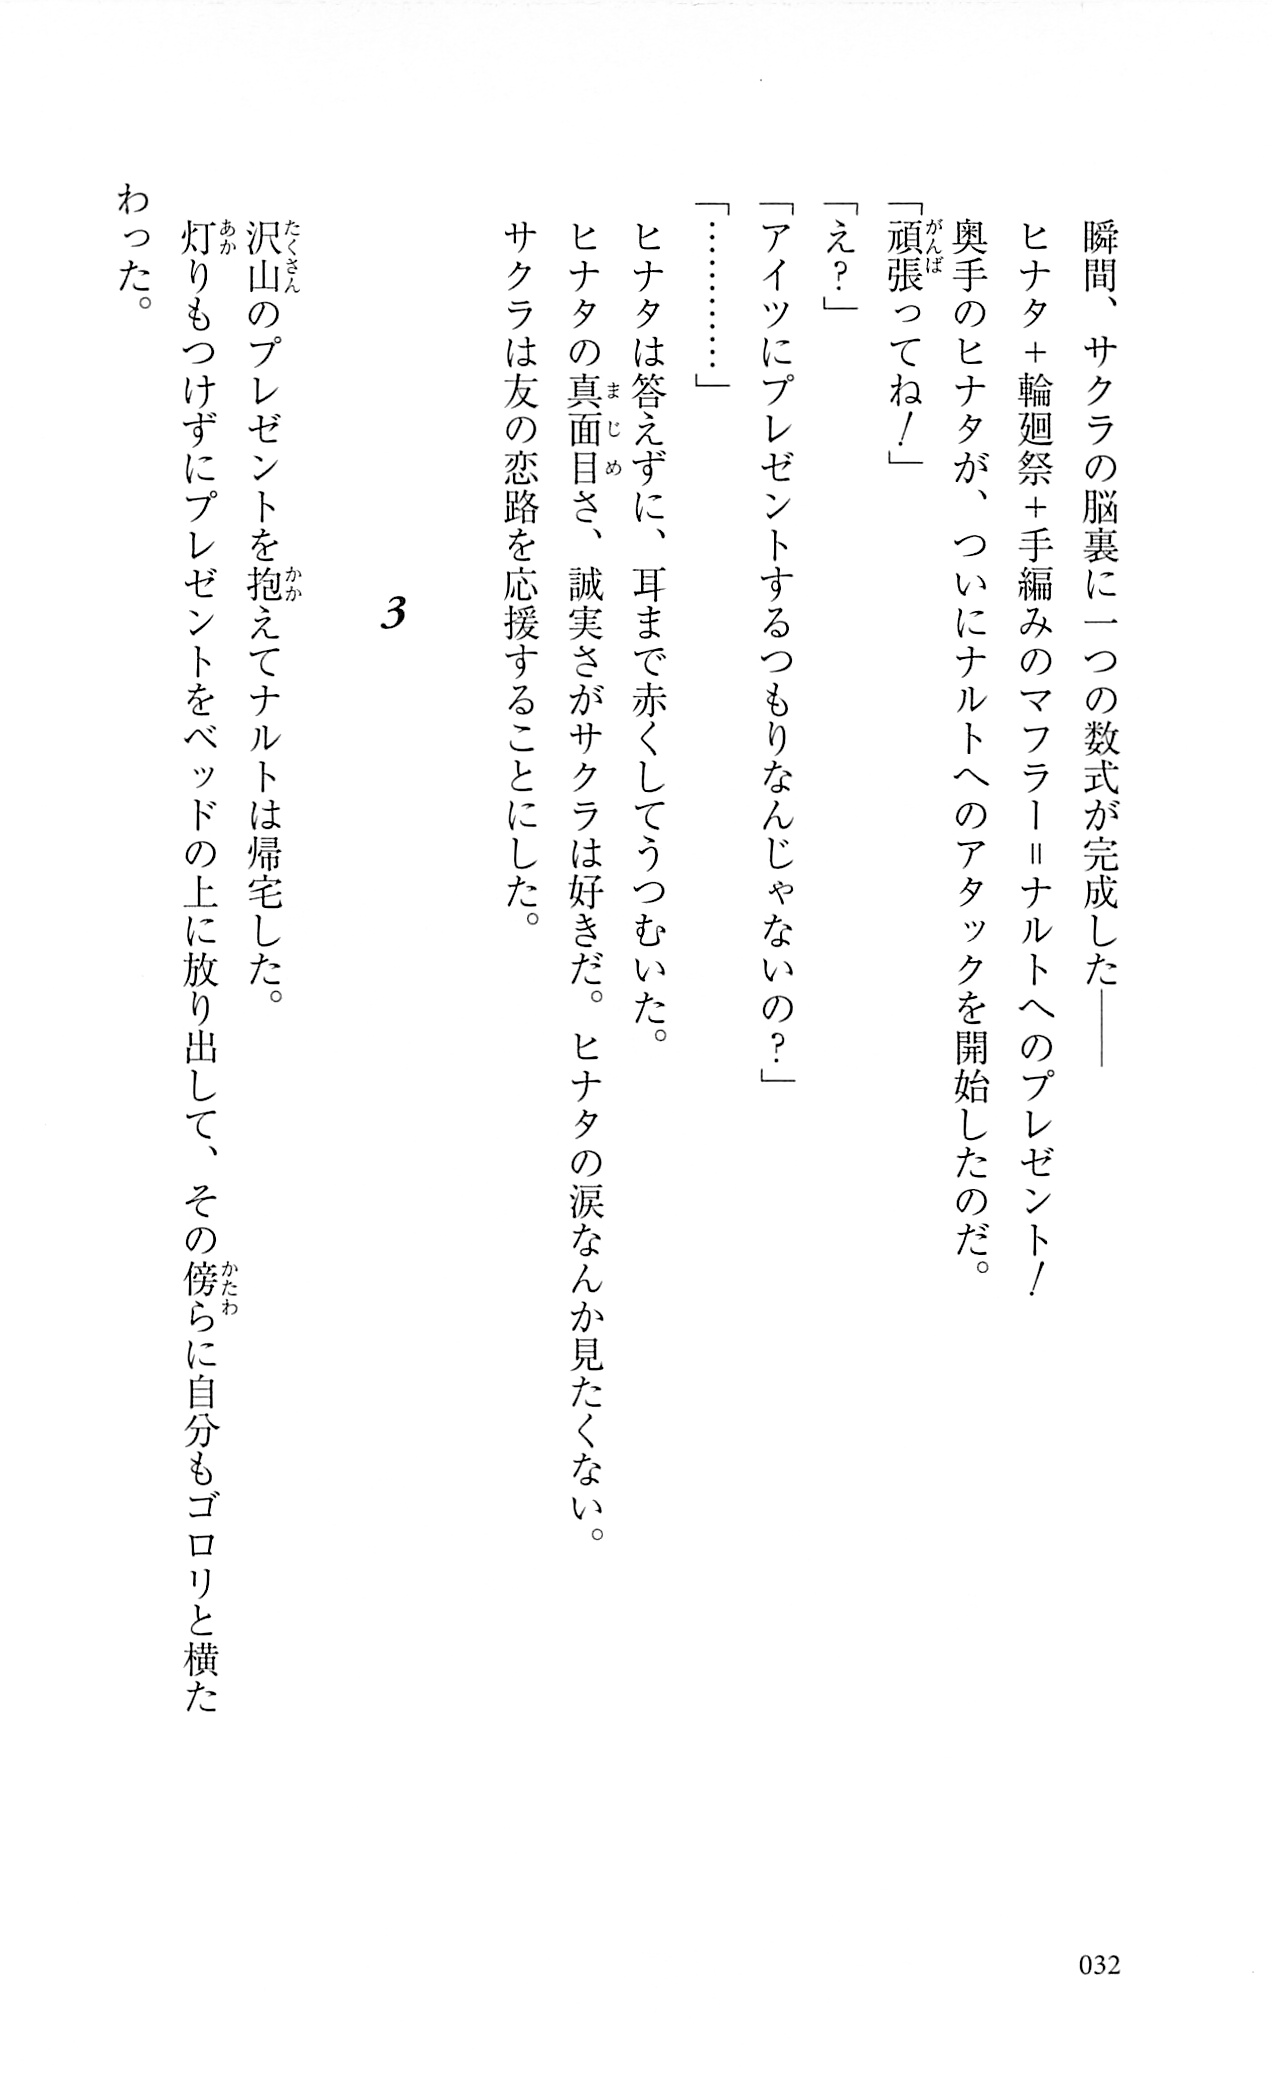 瞬間、サクラの脳裏に一つの数式が完成した――
ヒナタ+輪廻祭+手編みのマフラー=ナルトへのプレゼント!
奥手のヒナタが、ついにナルトへのアタックを開始したのだ。
「頑張ってね!」
「え?」
「アイツにプレゼントするつもりなんじゃないの?」
「…………」
ヒナタは答えずに、耳まで赤くしてうつむいた。
ヒナタの真面目さ、誠実さがサクラは好きだ。ヒナタの涙なんか見たくない。
サクラは友の恋路を応援することにした。
3
沢山のプレゼントを抱えてナルトは帰宅した。
灯りもつけずにプレゼントをベッドの上に放り出して、その傍らに自分もゴロリと横た
わった。
032